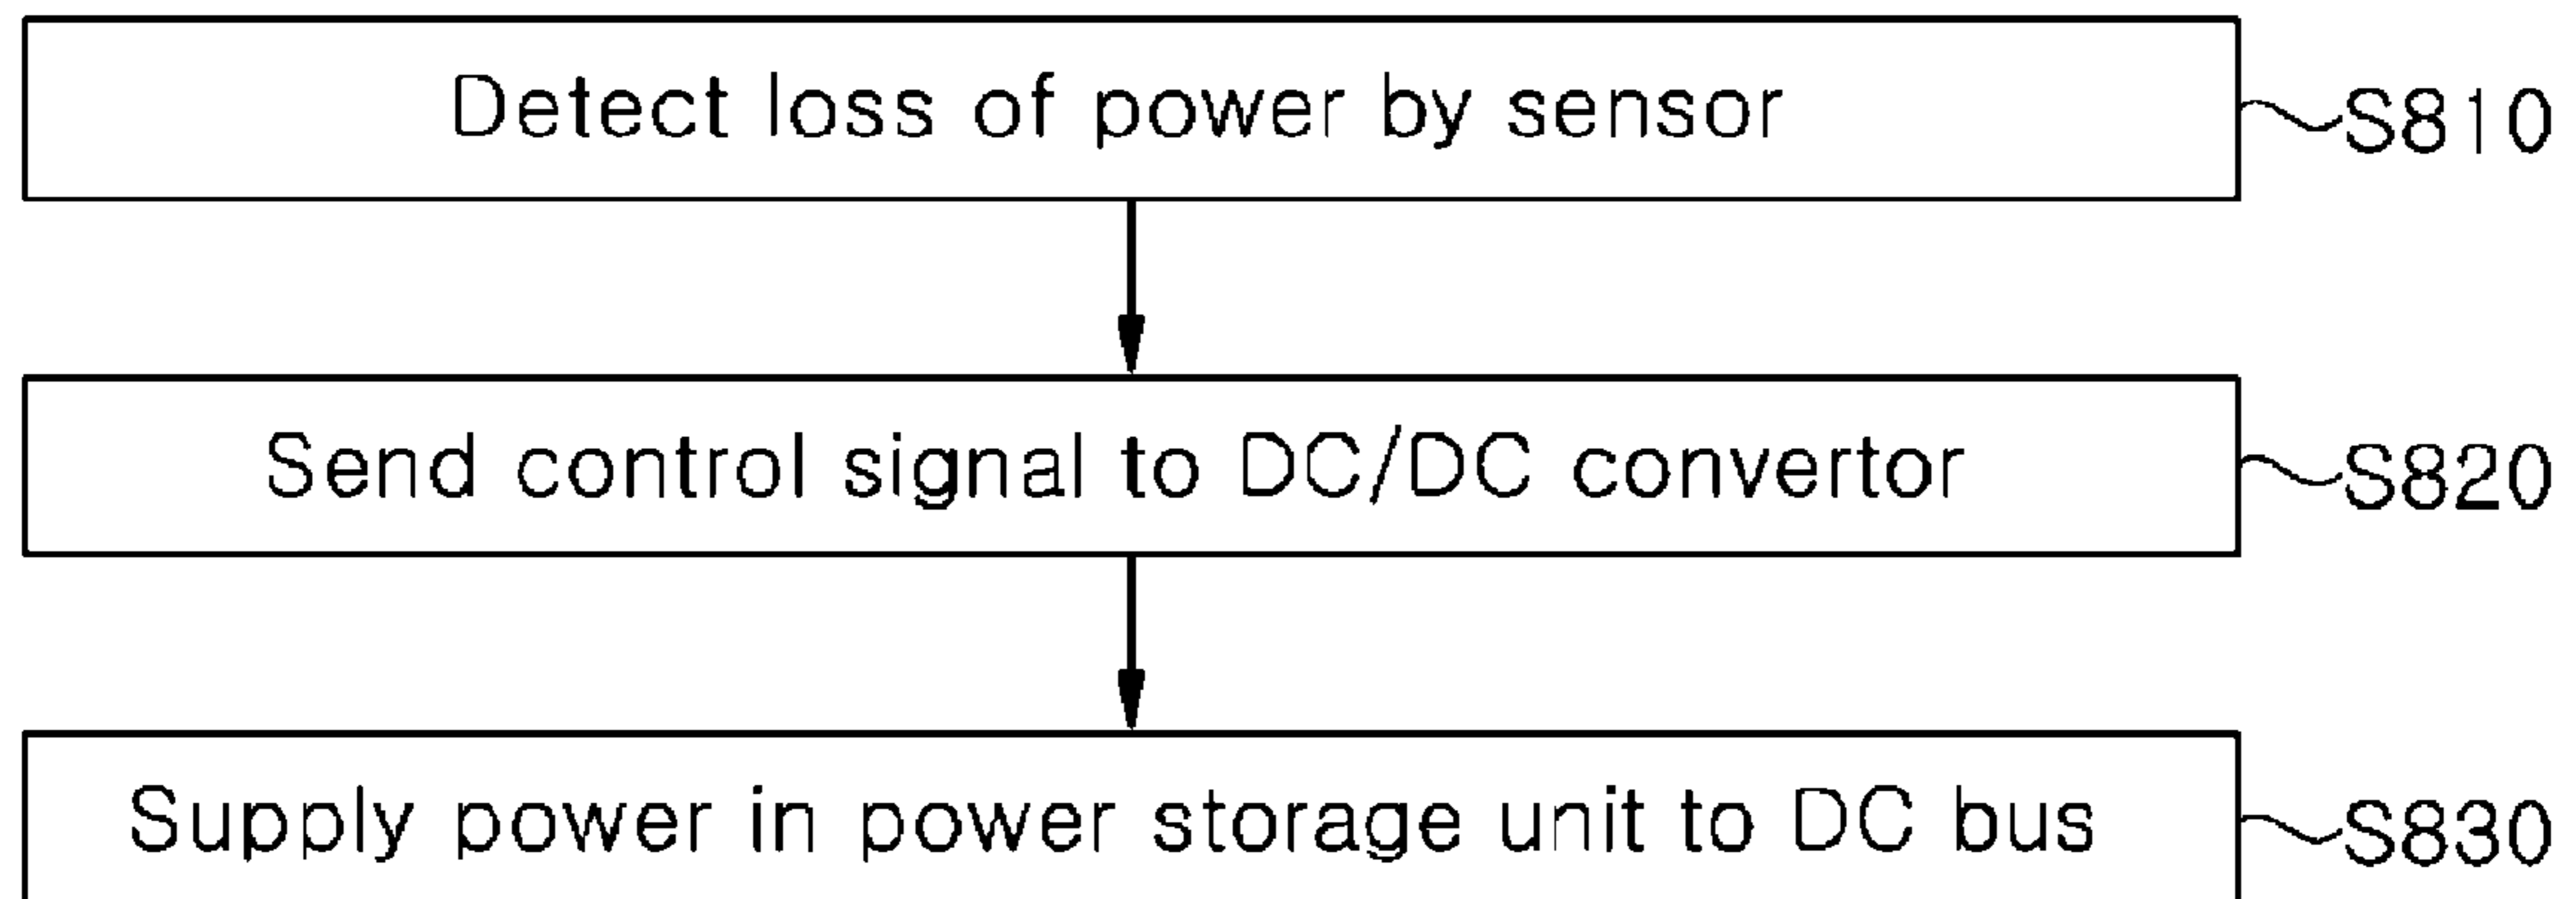 Detect loss of power by sensor S810
Send control signal to DC/DC convertor S820
Supply power in power storage unit to DC bus S830